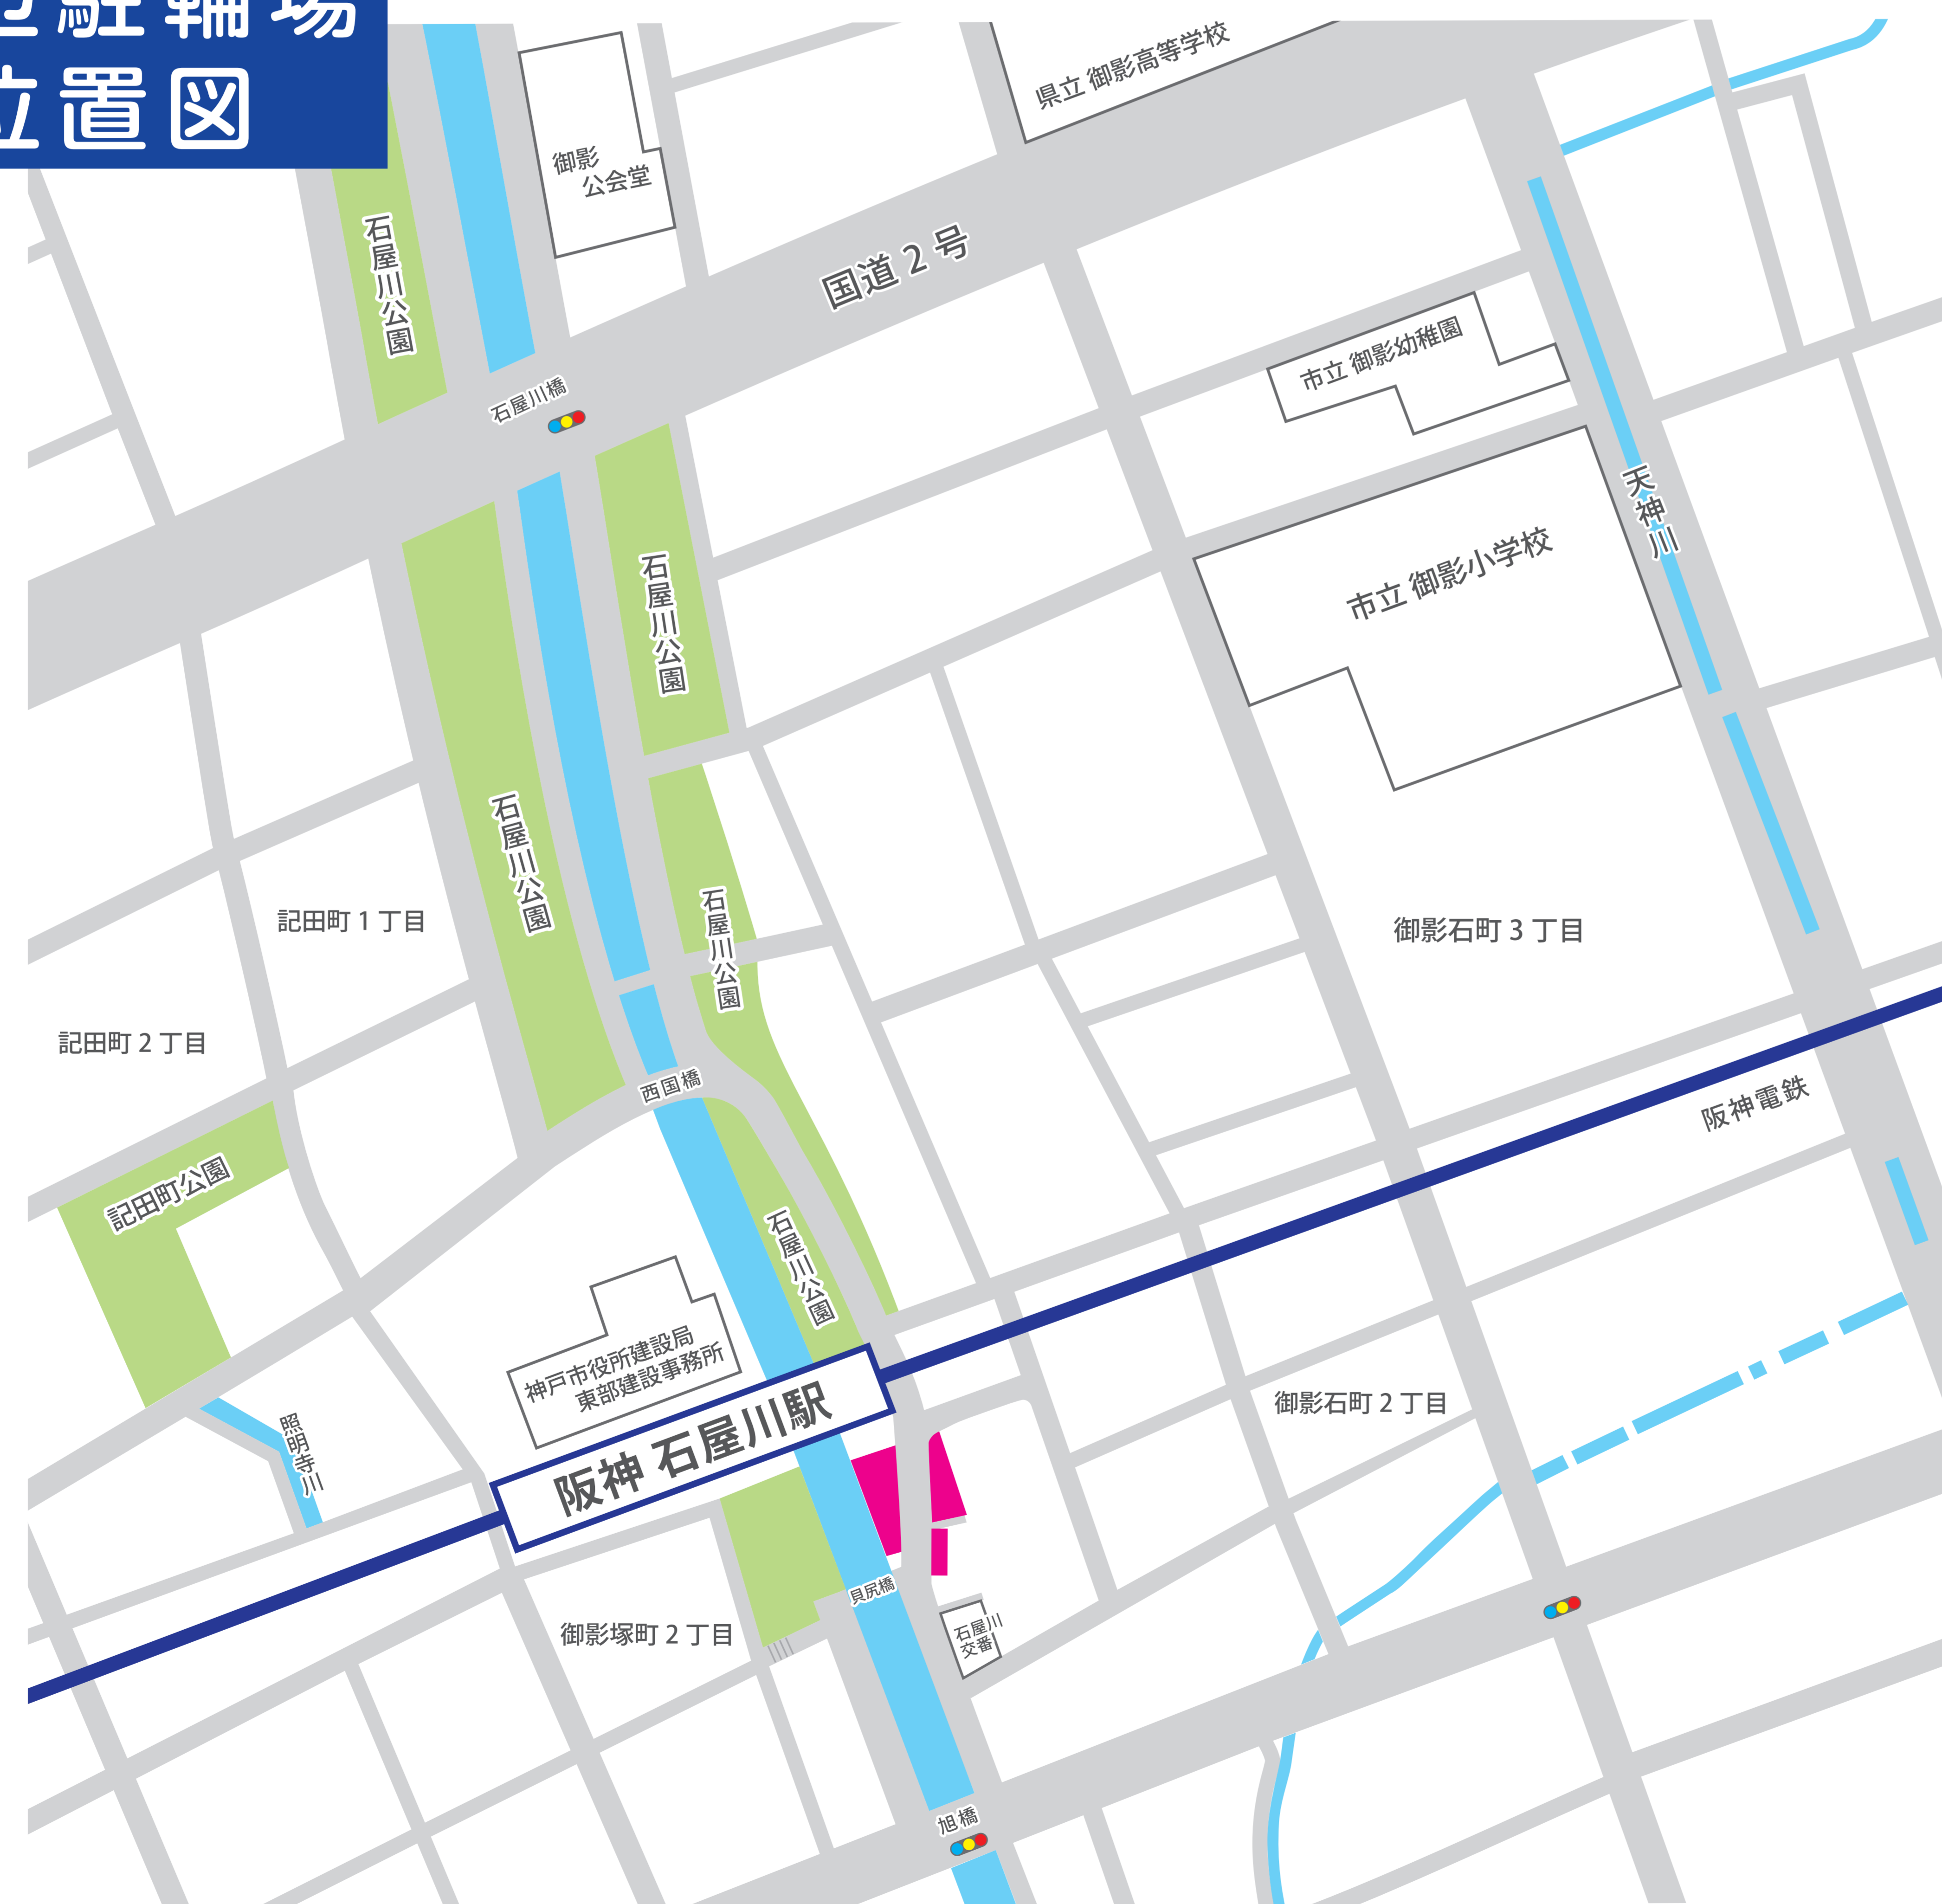 駐輪場
位置図
県立 御影高等学校
御影
公会堂
石屋川公園
国道2号
市立 御影幼稚園
石屋川橋
天神川
石屋川公園
市立 御影小学校
石屋川公園
石屋川公園
記田町1丁目
御影石町3丁目
記田町2丁目
西国橋
阪神電鉄
記田町公園
石屋川公園
神戸市役所建設局
東部建設事務所
阪神 石屋川駅
御影石町2丁目
照明寺川
貝尻橋
御影塚町2丁目
石屋川
交番
旭橋